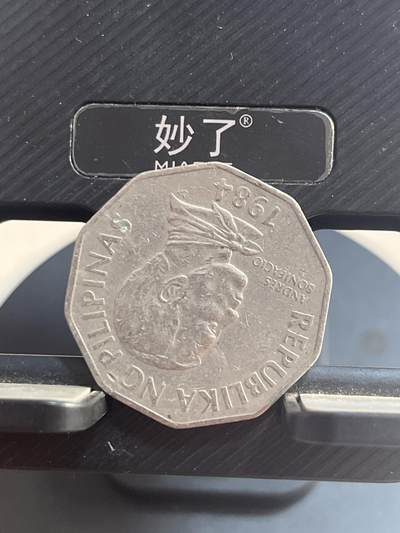 妙了®
1984
ANDRES
BONIFACIO
REPUBLIKA NG PILIPINAS